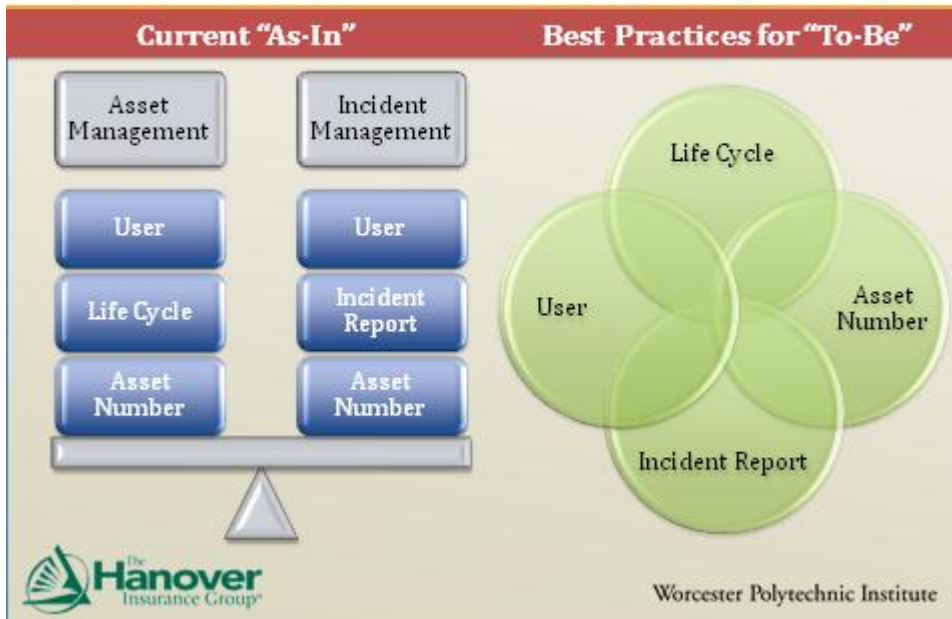 Current “As-In”
Best Practices for “To-Be”
Asset
Management
Incident
Management
User
Life Cycle
Asset
Number
User
Incident
Report
Asset
Number
Life Cycle
User
Asset
Number
Incident Report
The
Hanover
Insurance Group®
Worcester Polytechnic Institute